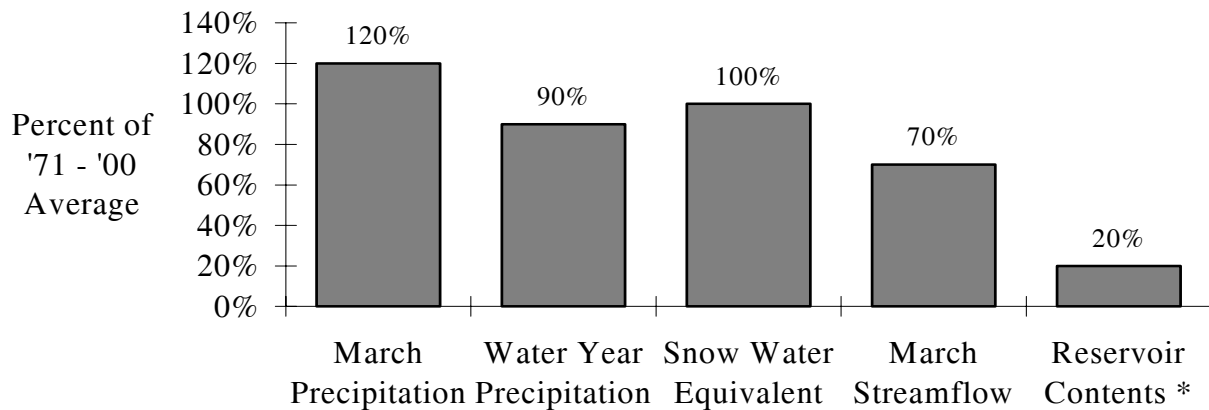 140%
120%
100%
80%
60%
40%
20%
0%
Percent of
'71 - '00
Average
120%
90%
100%
70%
20%
March
Precipitation
Water Year
Precipitation
Snow Water
Equivalent
March
Streamflow
Reservoir
Contents *